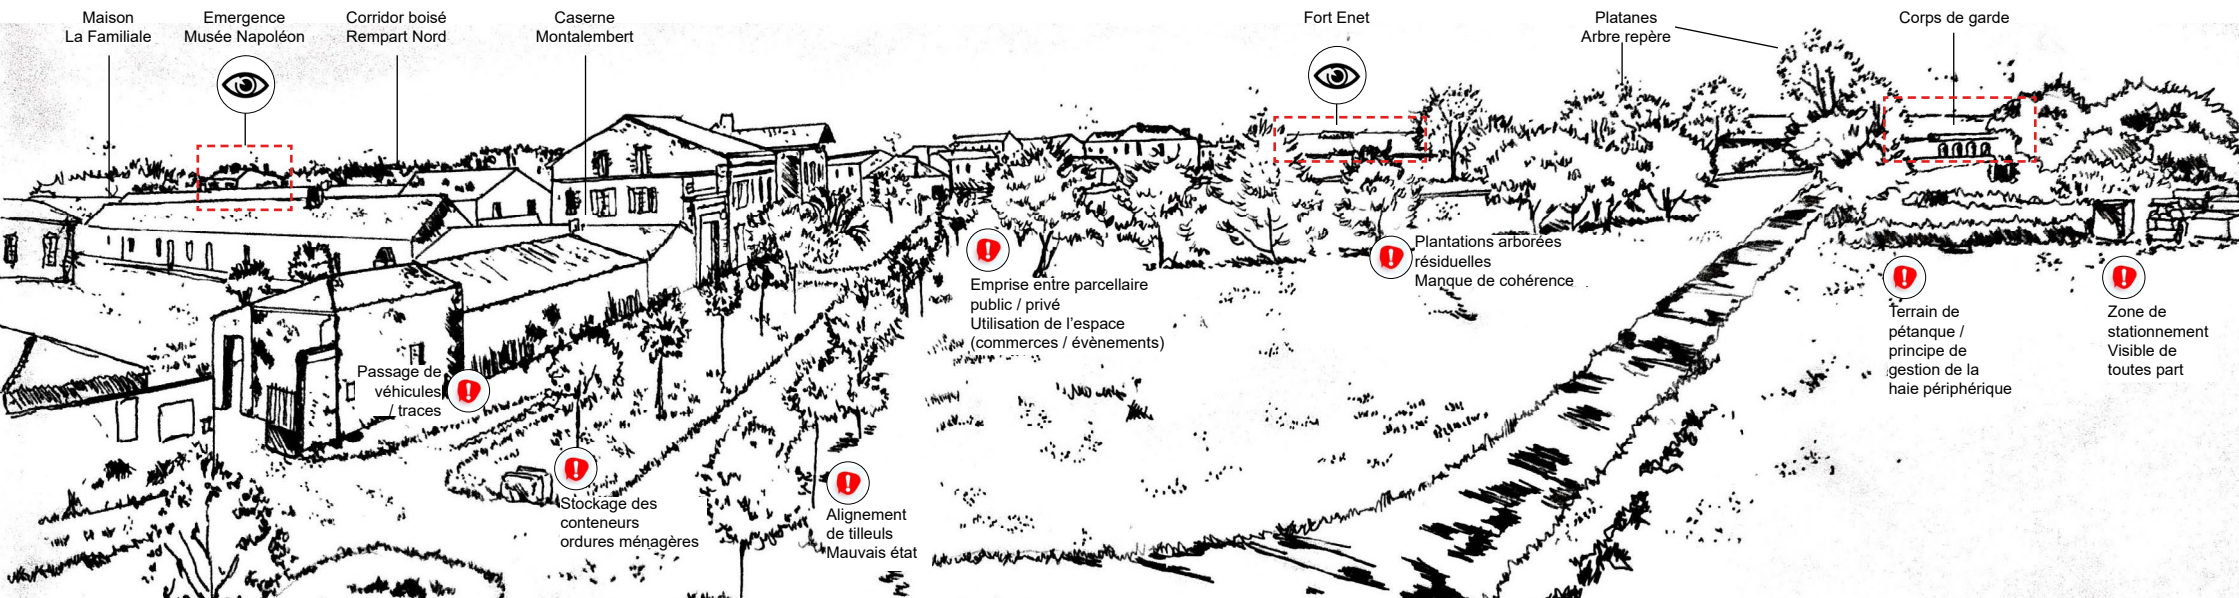 Maison
La Familiale
Emergence
Musée Napoléon
Corridor boisé
Rempart Nord
Caserne
Montalembert
Fort Enet
Platanes
Arbre repère
Corps de garde
Passage de
véhicules
/ traces
Stockage des
conteneurs
ordures ménagères
Alignement
de tilleuls
Mauvais état
Emprise entre parcellaire
public / privé
Utilisation de l’espace
(commerces / évènements)
Plantations arborées
résiduelles
Manque de cohérence
Terrain de
pétanque /
principe de
gestion de la
haie périphérique
Zone de
stationnement
Visible de
toutes part